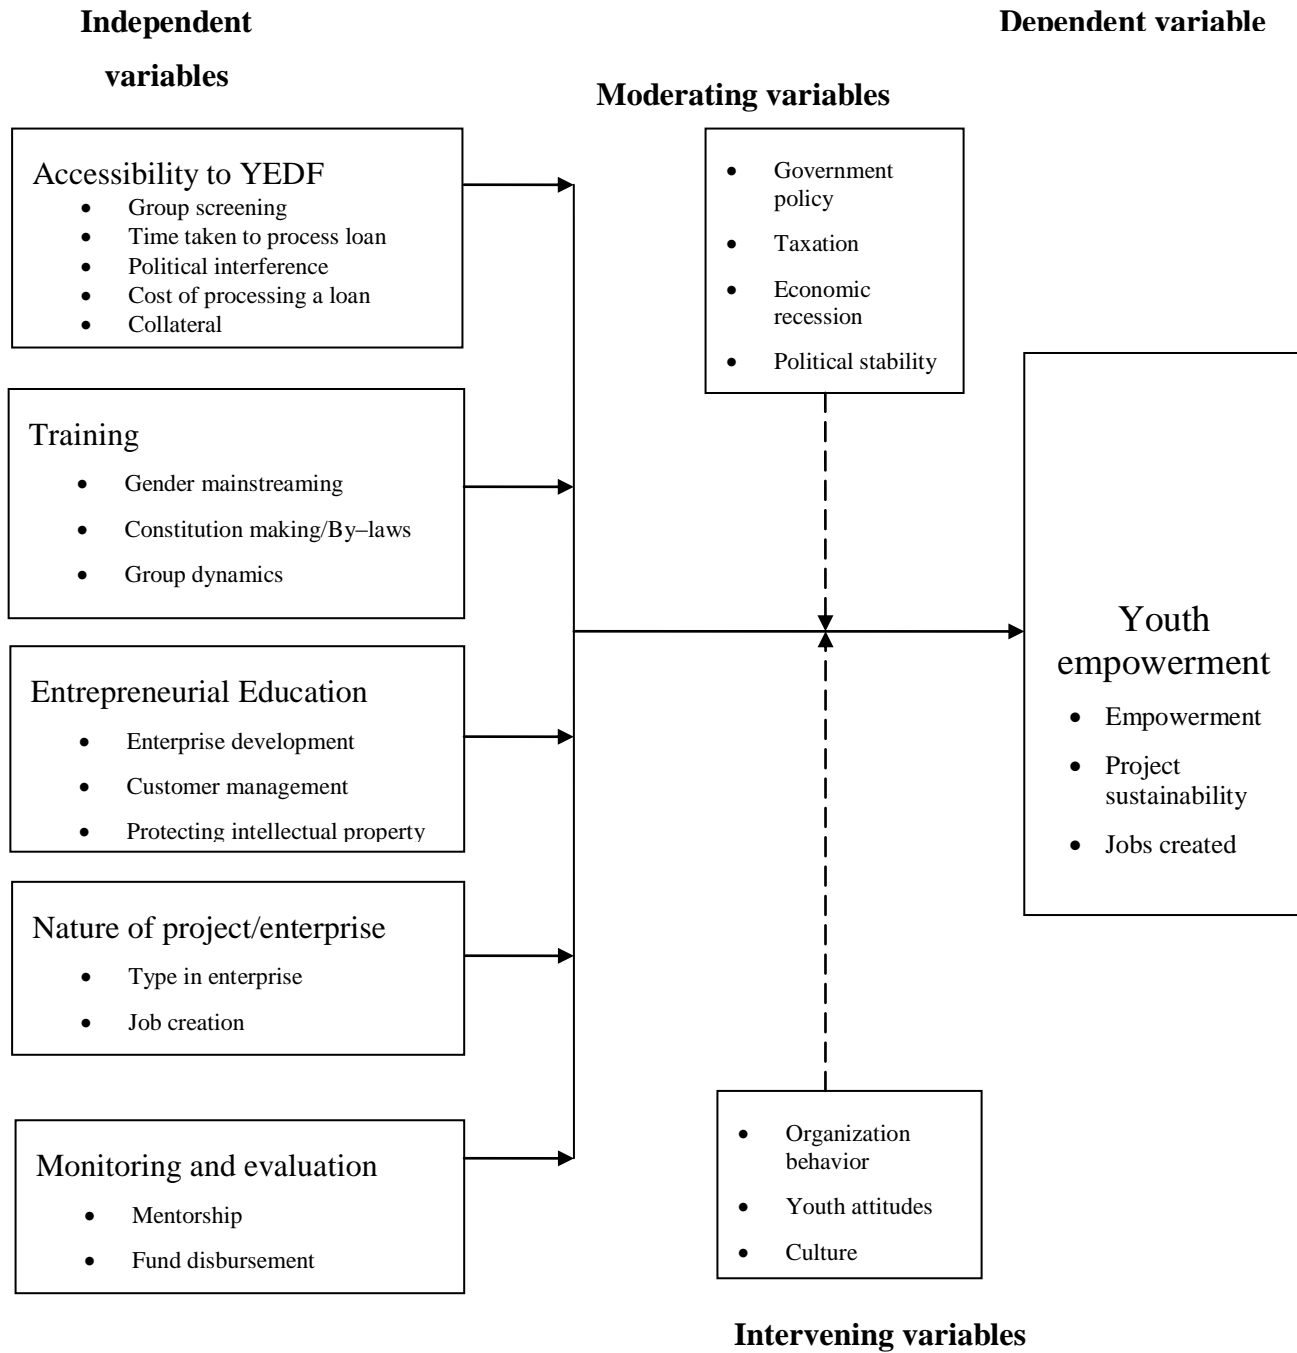 Independent
variables
Dependent variable
Moderating variables
Accessibility to YEDF
• Group screening
• Time taken to process loan
• Political interference
• Cost of processing a loan
• Collateral
Training
• Gender mainstreaming
• Constitution making/By–laws
• Group dynamics
Entrepreneurial Education
• Enterprise development
• Customer management
• Protecting intellectual property
Nature of project/enterprise
• Type in enterprise
• Job creation
Monitoring and evaluation
• Mentorship
• Fund disbursement
• Government
policy
• Taxation
• Economic
recession
• Political stability
• Organization
behavior
• Youth attitudes
• Culture
Intervening variables
Youth
empowerment
• Empowerment
• Project
sustainability
• Jobs created